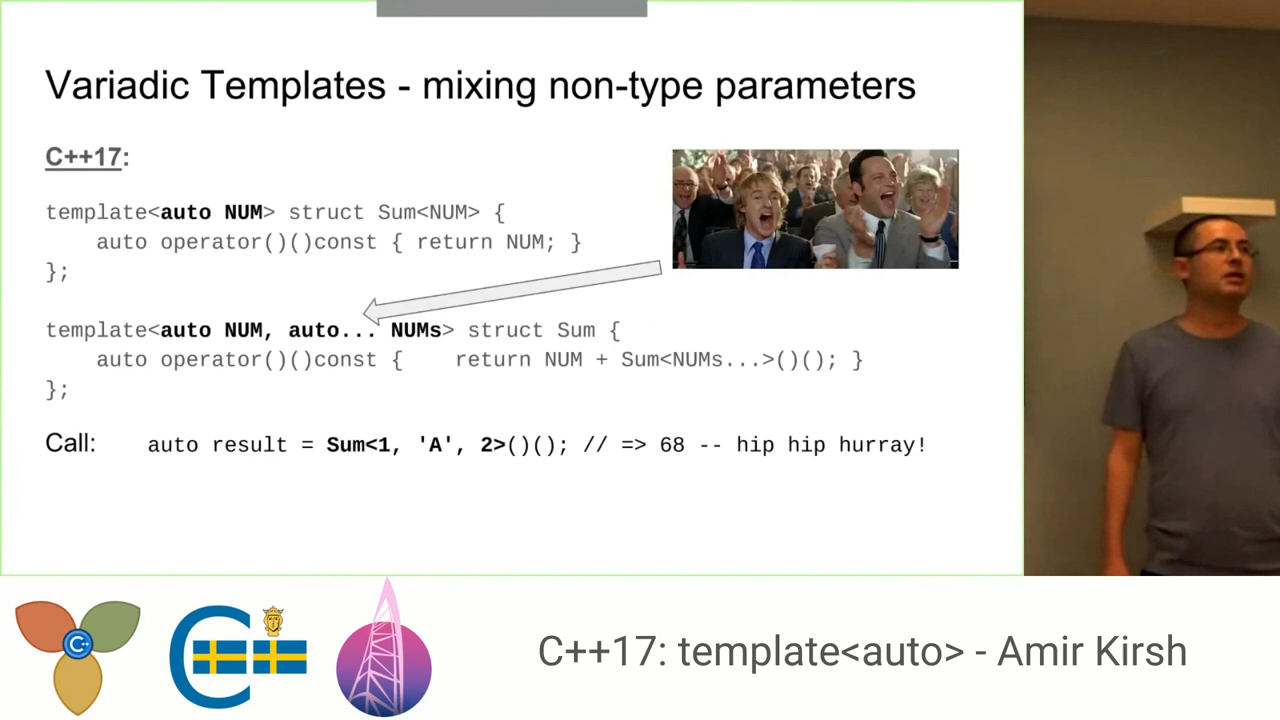 Variadic Templates - mixing non-type parameters
C++17:
template<auto NUM> struct Sum<NUM> {
auto operator()()const { return NUM; }
};
template<auto NUM, auto... NUMs> struct Sum {
auto operator()()const { return NUM + Sum<NUMs...>()(); }
};
Call: auto result = Sum<1, 'A', 2>()(); // => 68 -- hip hip hurray!
C++
C++
C++17: template<auto> - Amir Kirsh